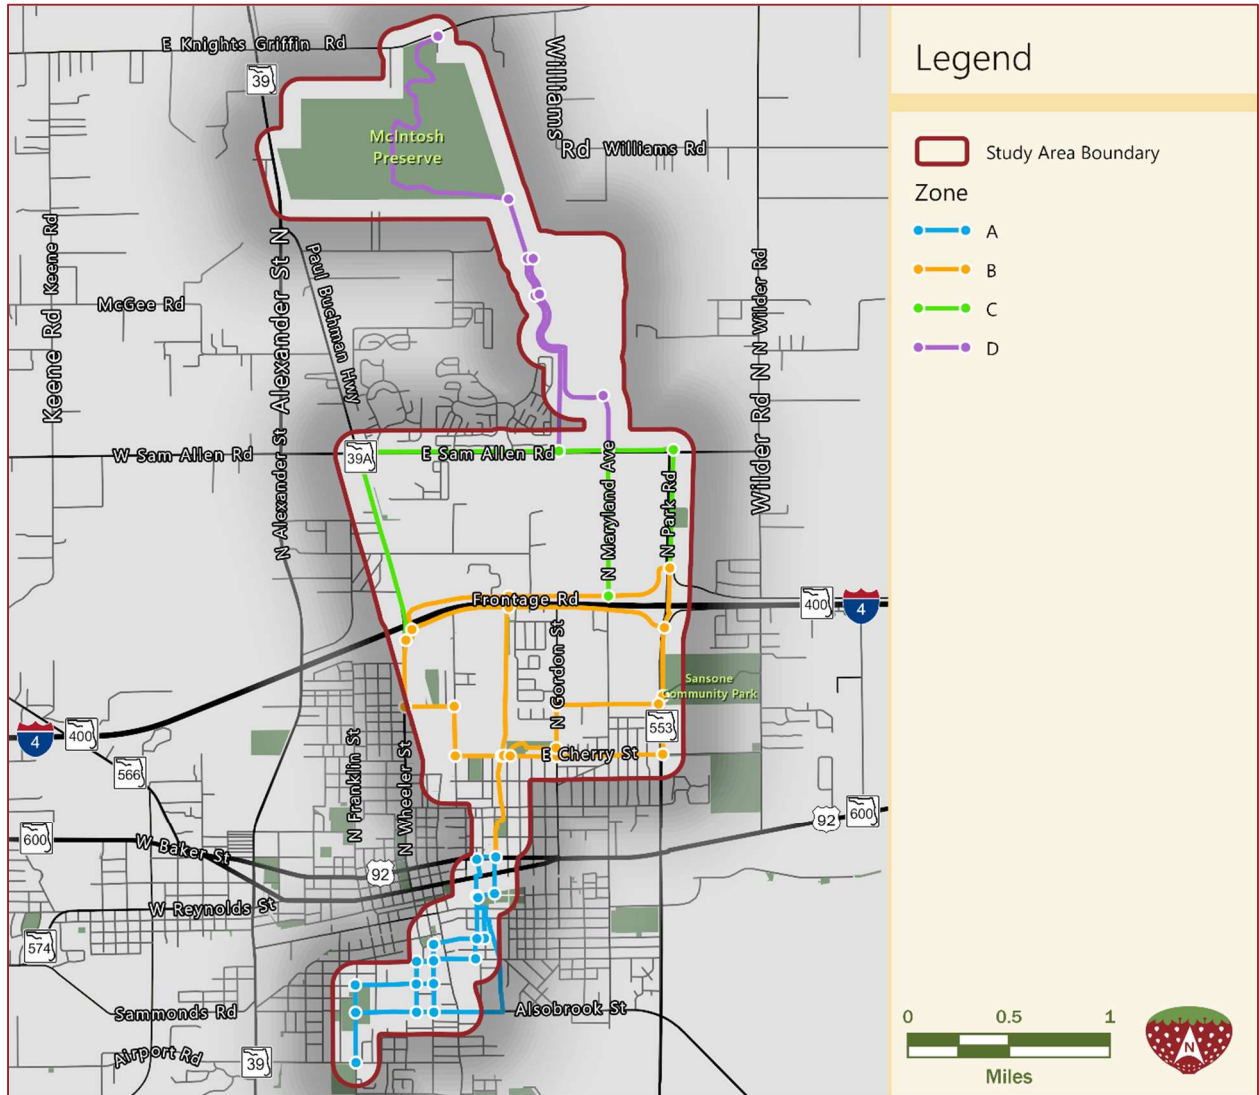 E Knights Griffin Rd
39
Williams
Rd
Williams Rd
McIntosh
Preserve
Keene Rd
Keene Rd
McGee Rd
Alexander St N
N Alexander St
N Alexander St
Paul Buchman Hwy
Wilder Rd N
N Wilder Rd
W Sam Allen Rd
39A
E Sam Allen Rd
N Maryland Ave
N Park Rd
Frontage Rd
400
4
N Gordon St
Sansone
Community Park
553
4
400
566
E Cherry St
N Franklin St
N Wheeler St
600
W Baker St
92
92
600
W Reynolds St
574
Sammonds Rd
Alsobrook St
Airport Rd
39
Legend
Study Area Boundary
Zone
A
B
C
D
0 0.5 1
Miles
N